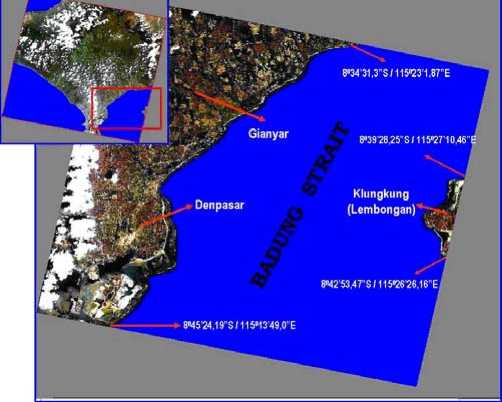 8º34'31,3"S / 115º23'1,87"E
Gianyar
8º39'28,25"S / 115º27'10,46"E
BADUNG STRAIT
Klungkung
(Lembongan)
Denpasar
8º42'53,47"S / 115º26'26,16"E
8º45'24,19"S / 115º13'49,0"E